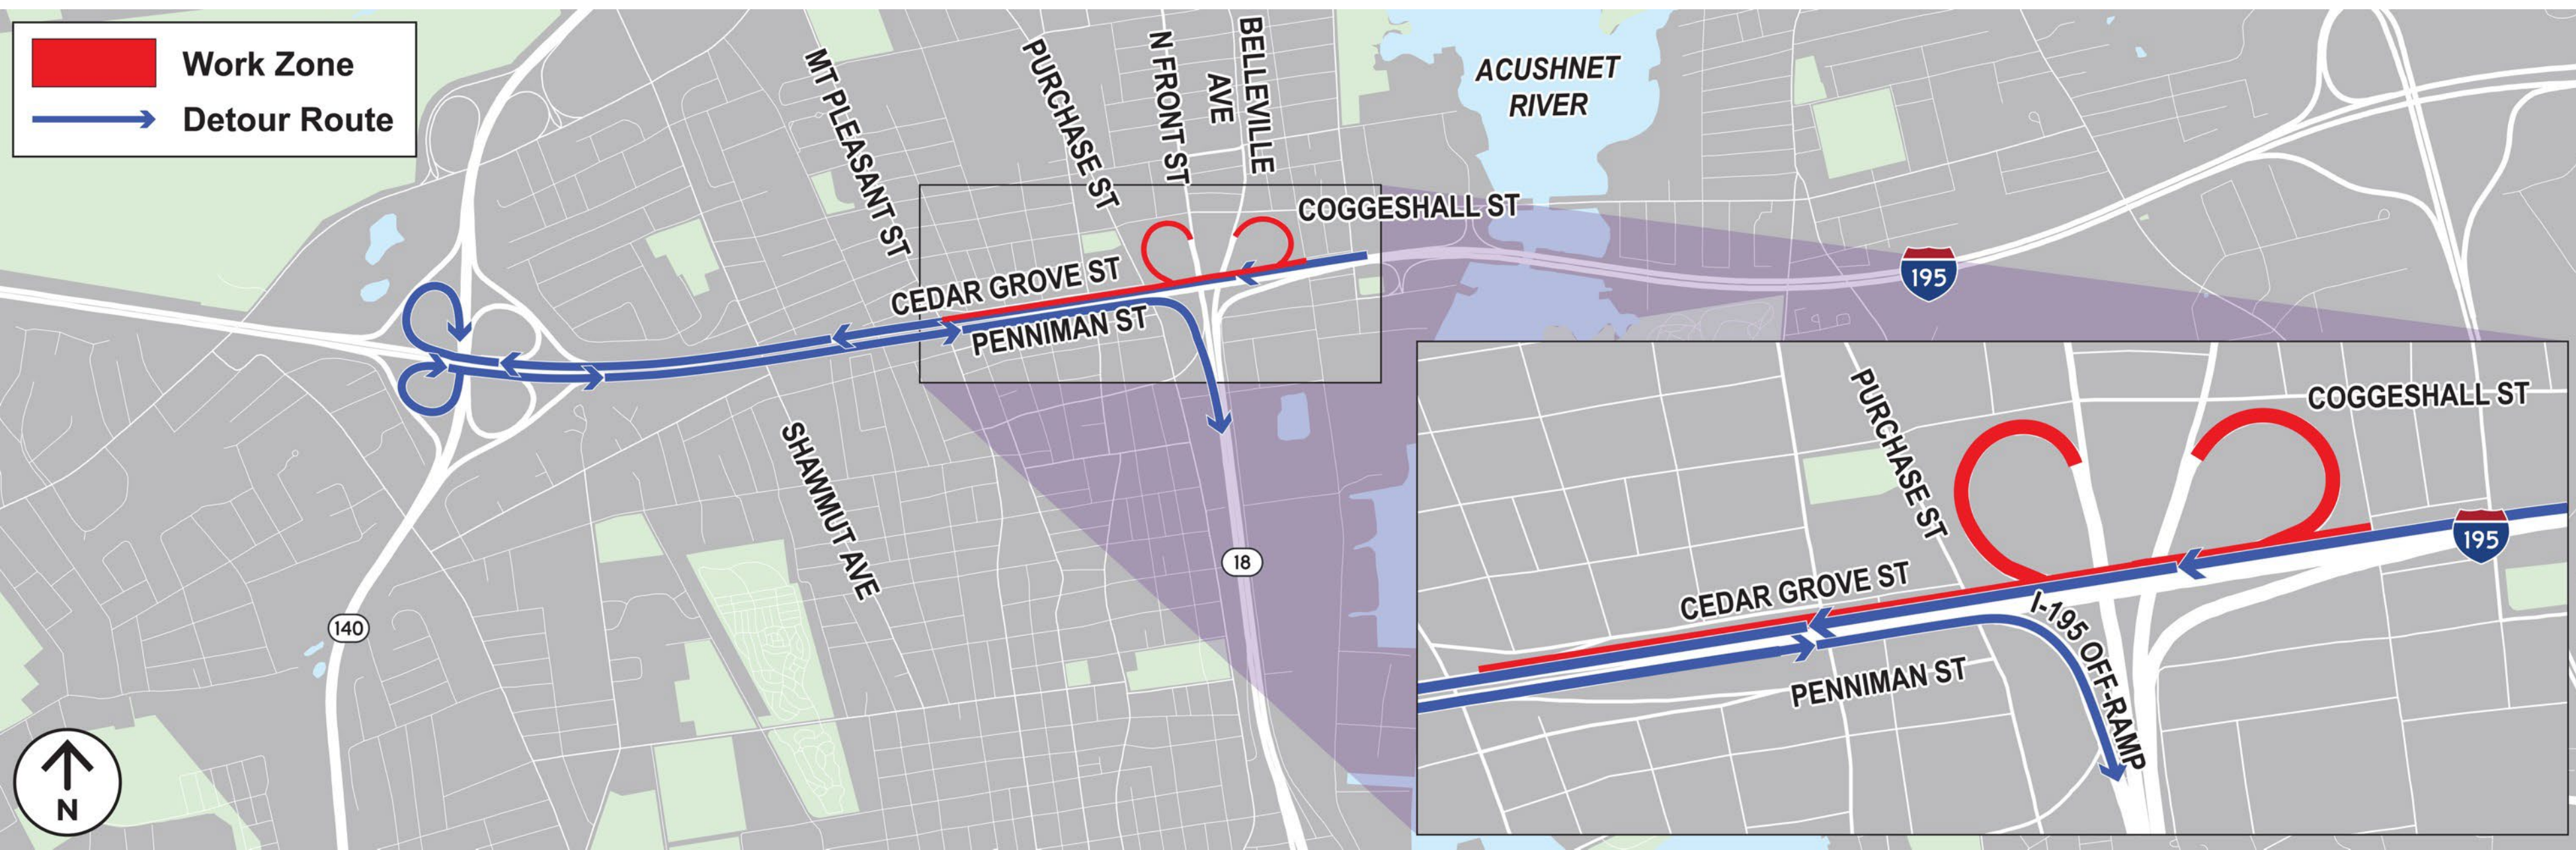 Work Zone
Detour Route
MT PLEASANT ST
PURCHASE ST
N FRONT ST
BELLEVILLE
AVE
ACUSHNET
RIVER
COGGESHALL ST
CEDAR GROVE ST
PENNIMAN ST
195
SHAWMUT AVE
18
140
N
PURCHASE ST
COGGESHALL ST
195
CEDAR GROVE ST
I-195 OFF-RAMP
PENNIMAN ST